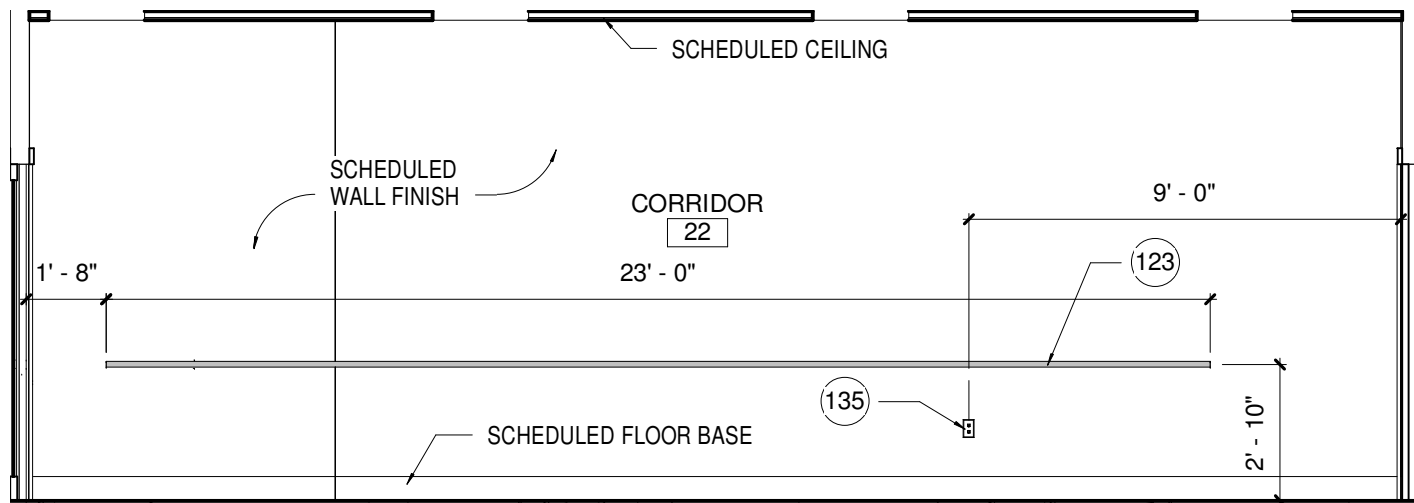 SCHEDULED CEILING
SCHEDULED
WALL FINISH
CORRIDOR
22
9' - 0"
1' - 8"
23' - 0"
123
135
2' - 10"
SCHEDULED FLOOR BASE